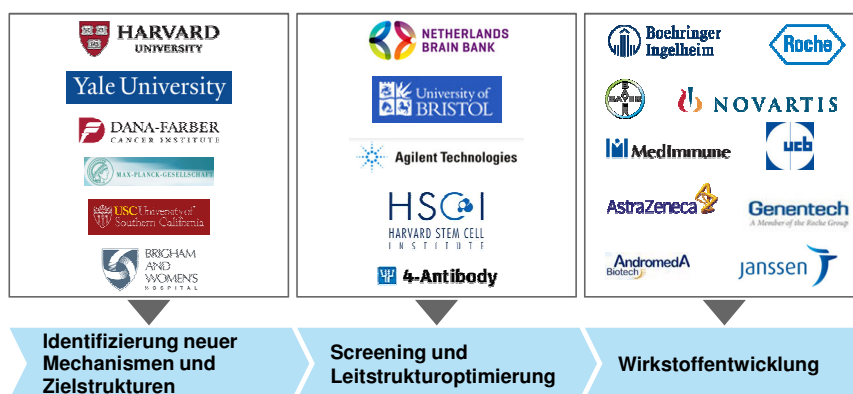 HARVARD
UNIVERSITY
Yale University
DANA-FARBER
CANCER INSTITUTE
MAX-PLANCK-GESELLSCHAFT
USC University of
Southern California
BRIGHAM
AND
WOMEN'S
HOSPITAL
NETHERLANDS
BRAIN BANK
University of
BRISTOL
Agilent Technologies
HSCI
HARVARD STEM CELL
INSTITUTE
4-Antibody
Boehringer
Ingelheim
Roche
BAYER
NOVARTIS
MedImmune
ucb
AstraZeneca
Genentech
A Member of the Roche Group
AndromedA
Biotech
janssen
Identifizierung neuer
Mechanismen und
Zielstrukturen
Screening und
Leitstrukturoptimierung
Wirkstoffentwicklung